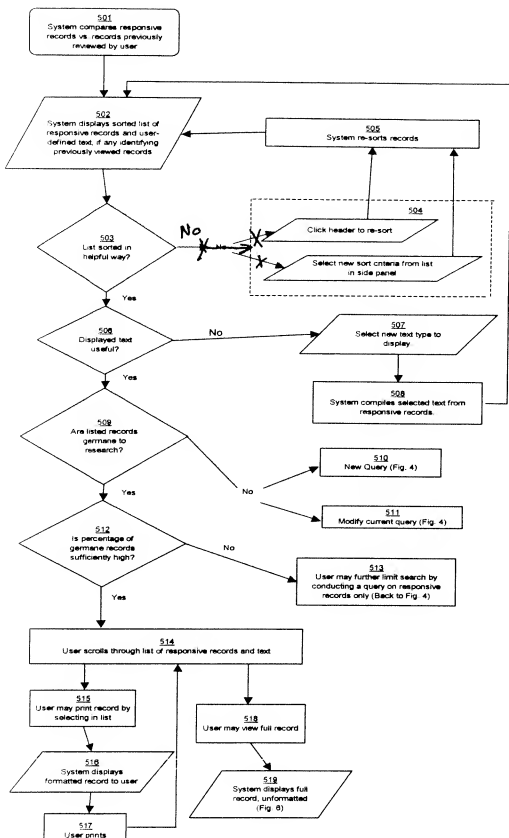 501
System compares responsive
records vs. records previously
reviewed by user
502
System displays sorted list of
responsive records and user-
defined text, if any identifying
previously viewed records
505
System re-sorts records
504
Click header to re-sort
Select new sort criteria from list
in side panel
503
List sorted in
helpful way?
No
No
Yes
506
Displayed text
useful?
No
507
Select new text type to
display
508
System compiles selected text from
responsive records.
Yes
509
Are listed records
germane to
research?
No
510
New Query (Fig. 4)
511
Modify current query (Fig. 4)
Yes
512
Is percentage of
germane records
sufficiently high?
No
513
User may further limit search by
conducting a query on responsive
records only (Back to Fig. 4)
Yes
514
User scrolls through list of responsive records and text
515
User may print record by
selecting in list
518
User may view full record
516
System displays
formatted record to user
519
System displays full
record, unformatted
(Fig. 6)
517
User prints